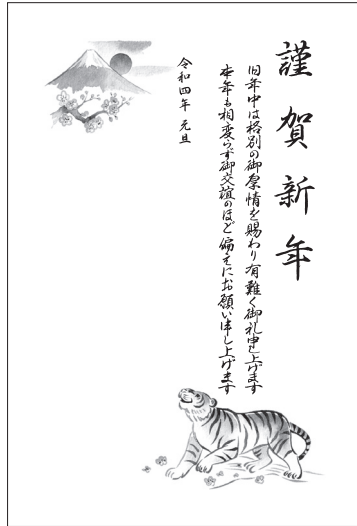 謹賀新年
旧年中は格別の御厚情を賜わり有難く御礼申し上げます
本年も相変らず御交誼のほど偏えにお願い申し上げます
令和四年 元旦